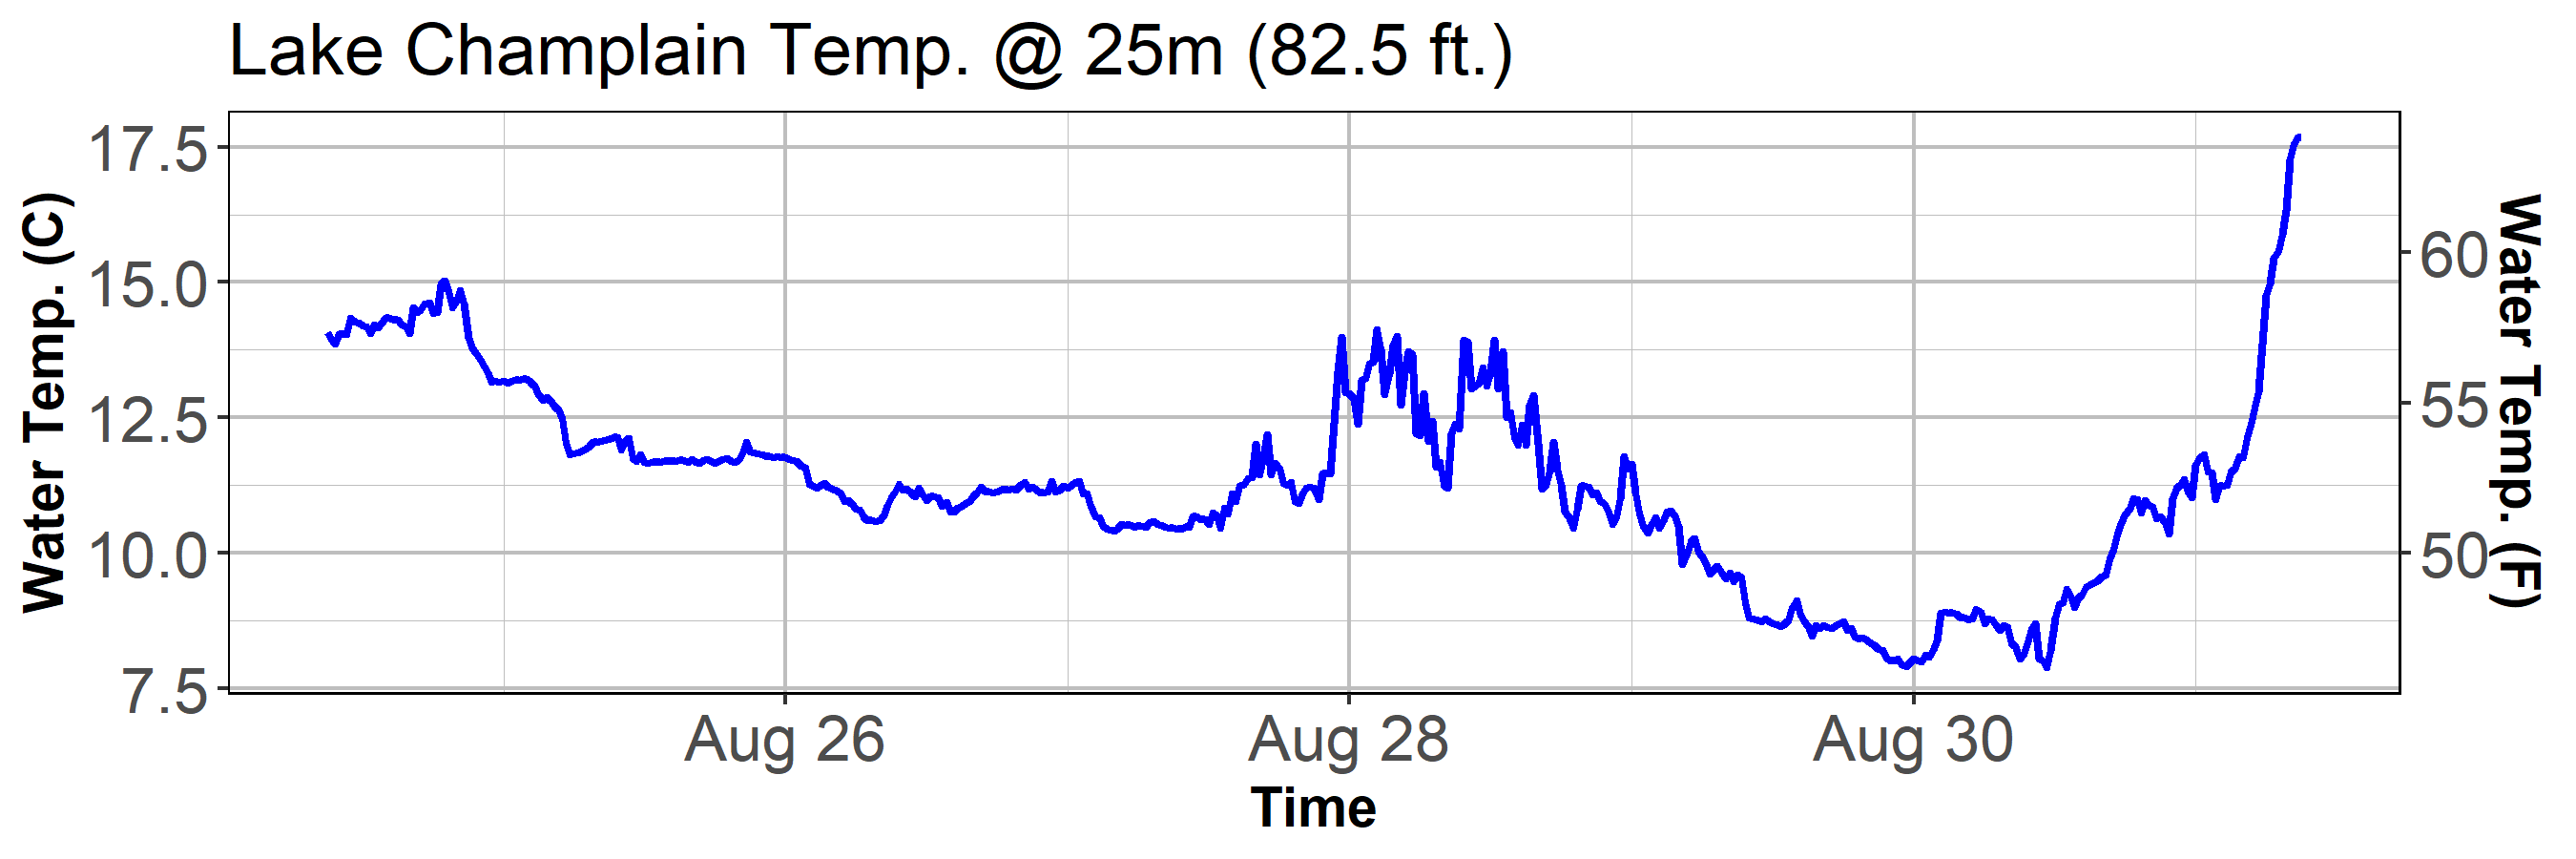 Lake Champlain Temp. @ 25m (82.5 ft.)
Water Temp. (C)
17.5
15.0
12.5
10.0
7.5
60
55
50
Water Temp. (F)
Aug 26
Aug 28
Aug 30
Time